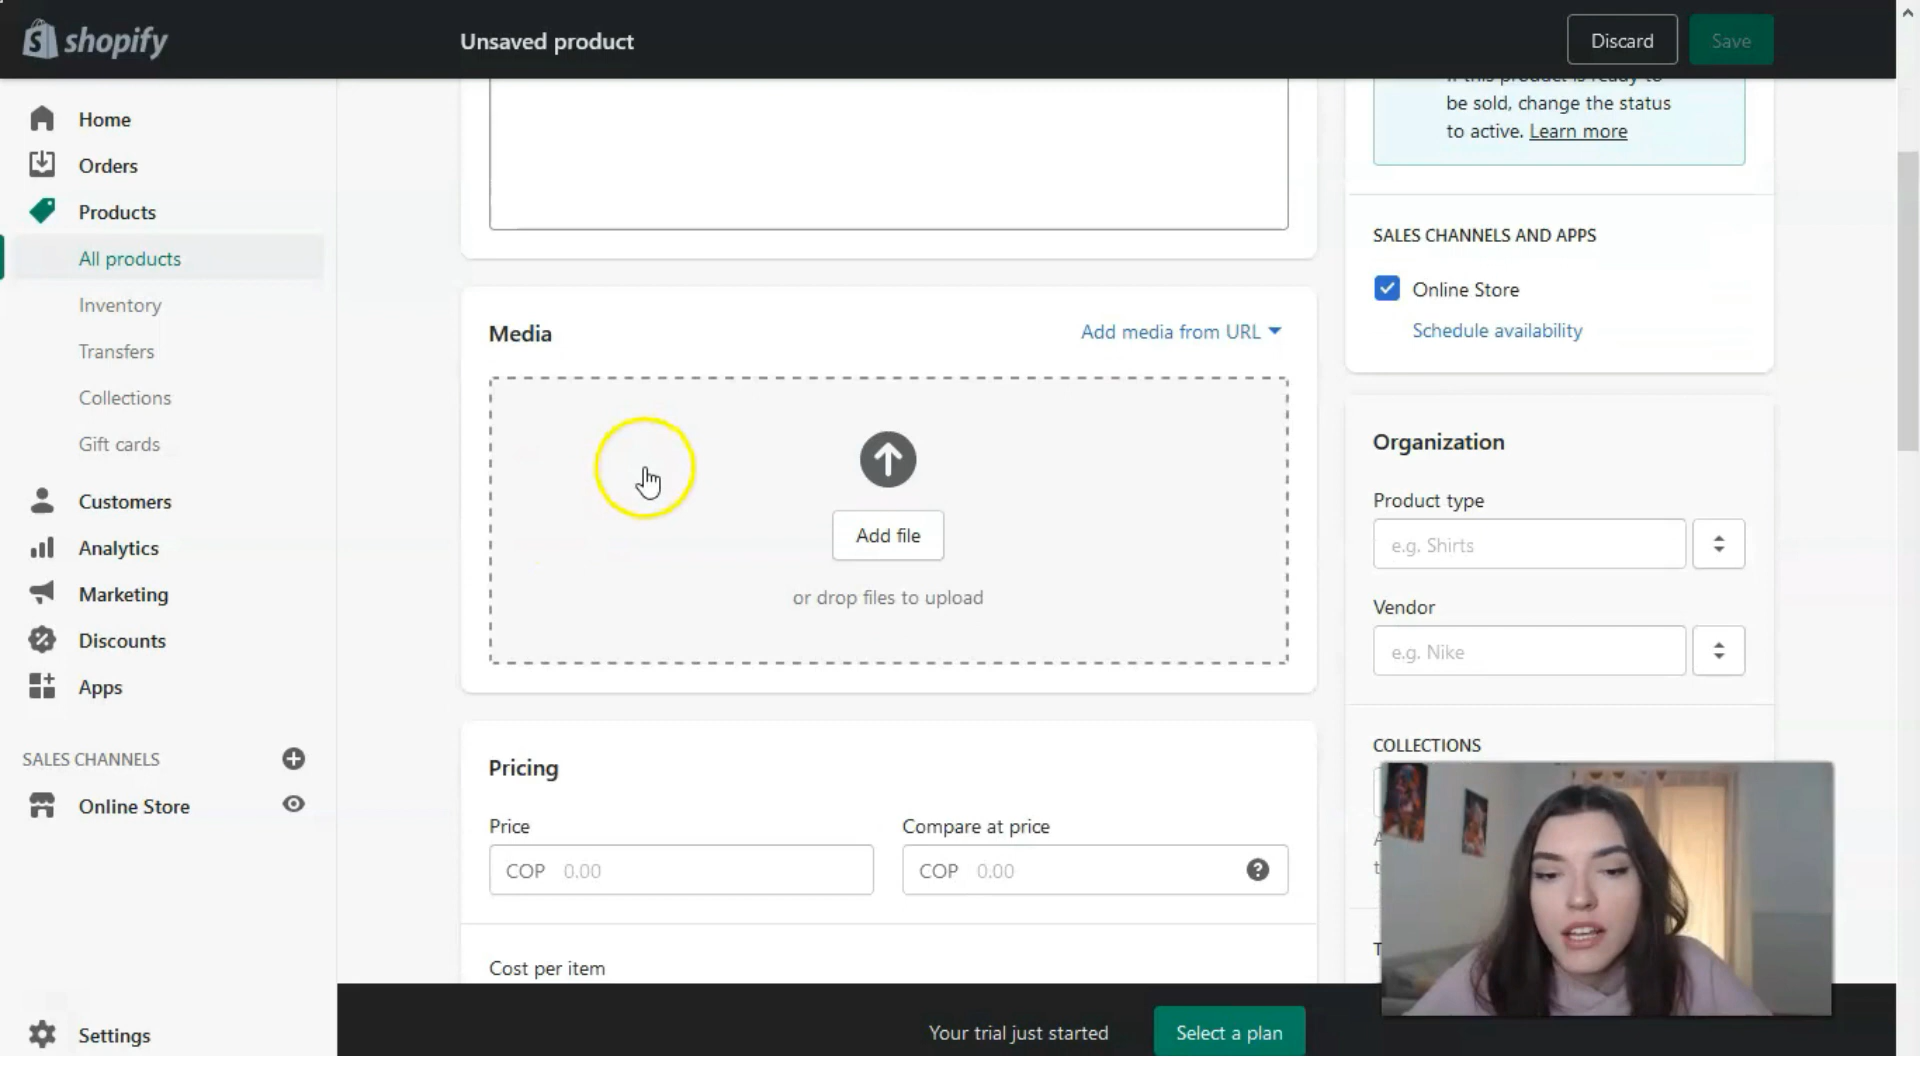 shopify
Unsaved product
Discard
Save
Home
Orders
Products
All products
Inventory
Transfers
Collections
Gift cards
Customers
Analytics
Marketing
Discounts
Apps
SALES CHANNELS
Online Store
Settings
Media
Add media from URL
Add file
or drop files to upload
Pricing
Price
Compare at price
COP 0.00
COP 0.00
Cost per item
be sold, change the status
to active. Learn more
SALES CHANNELS AND APPS
Online Store
Schedule availability
Organization
Product type
e.g. Shirts
Vendor
e.g. Nike
COLLECTIONS
Your trial just started
Select a plan